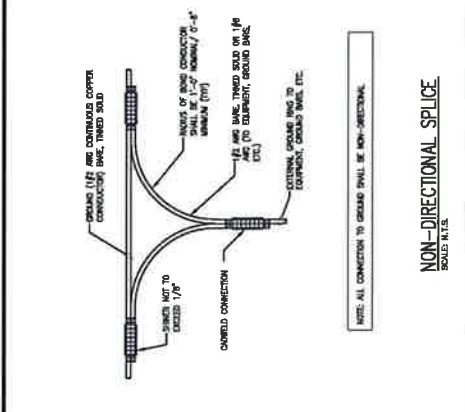 GROUND (1#2 AWG CONTINUOUS COPPER
CONDUCTOR) BARE, TINNED SOLID
RADIUS OF BOND CONDUCTOR
SHALL BE 1'-0" NOMINAL/ 0'-8"
MINIMUM (TYP)
1#2 AWG BARE, TINNED SOLID OR 1#6
AWG (TO EQUIPMENT, GROUND BARS,
ETC.)
EXTERNAL GROUND RING TO
EQUIPMENT, GROUND BARS, ETC.
SHINER NOT TO
EXCEED 1/8"
CADWELD CONNECTION
NOTE: ALL CONNECTION TO GROUND SHALL BE NON-DIRECTIONAL
NON-DIRECTIONAL SPLICE
SCALE: N.T.S.